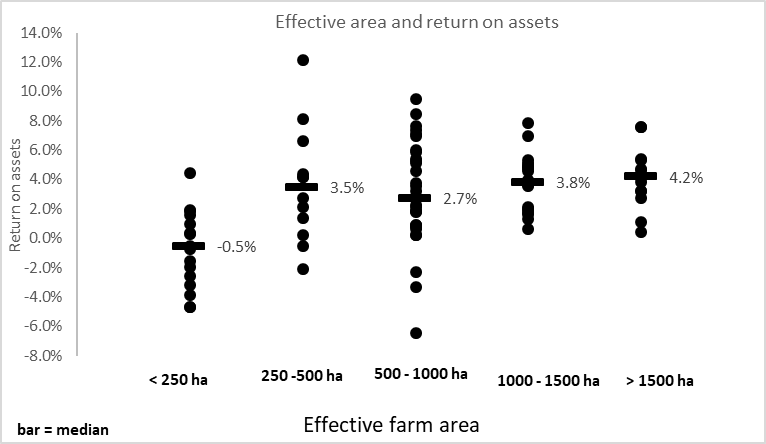 Effective area and return on assets
14.0%
12.0%
10.0%
8.0%
6.0%
4.0%
2.0%
0.0%
-2.0%
-4.0%
-6.0%
-8.0%
Return on assets
-0.5%
3.5%
2.7%
3.8%
4.2%
< 250 ha
250 -500 ha
500 - 1000 ha
1000 - 1500 ha
> 1500 ha
Effective farm area
bar = median